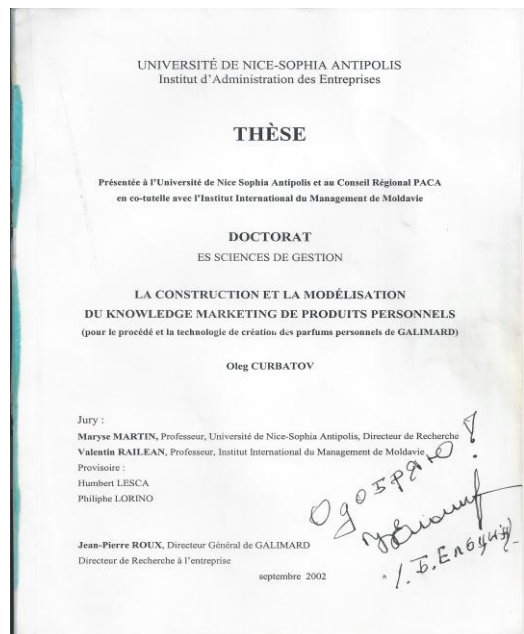 UNIVERSITÉ DE NICE-SOPHIA ANTIPOLIS
Institut d'Administration des Entreprises
THÈSE
Présentée à l'Université de Nice Sophia Antipolis et au Conseil Régional PACA
en co-tutelle avec l'Institut International du Management de Moldavie
DOCTORAT
ES SCIENCES DE GESTION
LA CONSTRUCTION ET LA MODÉLISATION
DU KNOWLEDGE MARKETING DE PRODUITS PERSONNELS
(pour le procédé et la technologie de création des parfums personnels de GALIMARD)
Oleg CURBATOV
Jury :
Maryse MARTIN, Professeur, Université de Nice-Sophia Antipolis, Directeur de Recherche
Valentin RAILEAN, Professeur, Institut International du Management de Moldavie
Provisoire :
Humbert LESCA
Philiphe LORINO
Одобряю!
Jean-Pierre ROUX, Directeur Général de GALIMARD
Directeur de Recherche à l'entreprise
septembre 2002